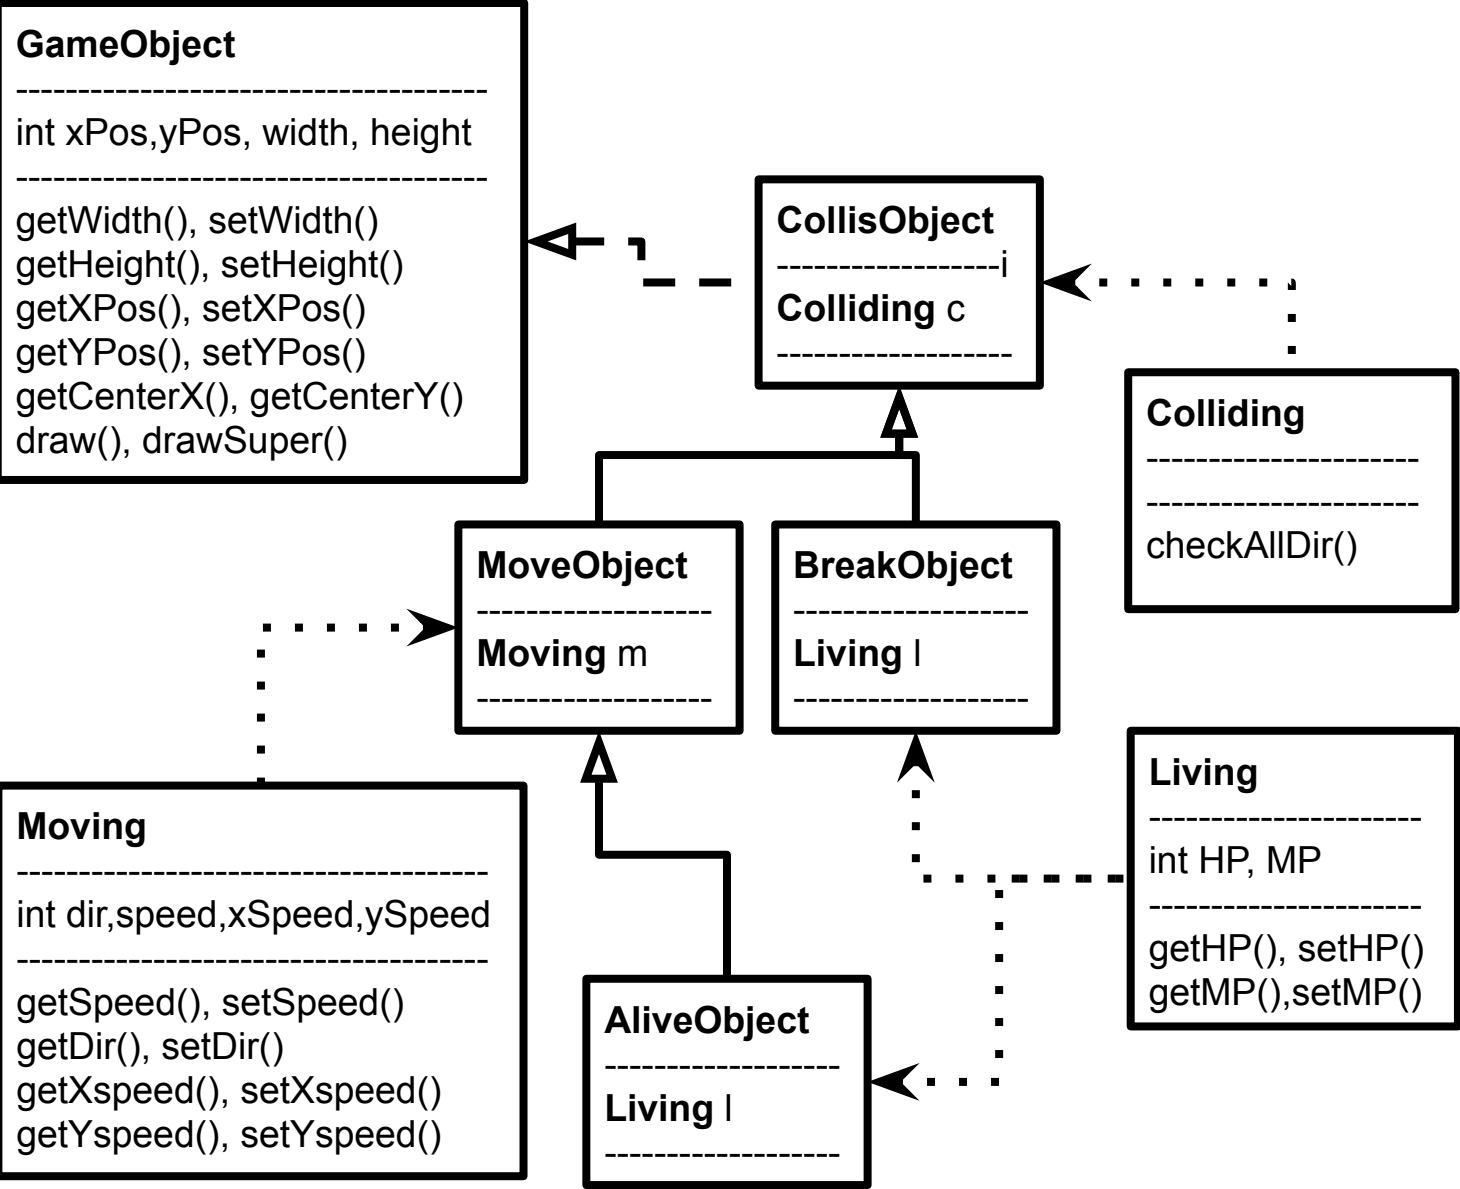 GameObject
-------------------------------------
int xPos,yPos, width, height
-------------------------------------
getWidth(), setWidth()
getHeight(), setHeight()
getXPos(), setXPos()
getYPos(), setYPos()
getCenterX(), getCenterY()
draw(), drawSuper()
CollisObject
------------------i
Colliding c
-------------------
Colliding
----------------------
----------------------
checkAllDir()
MoveObject
-------------------
Moving m
-------------------
BreakObject
-------------------
Living l
-------------------
Moving
-------------------------------------
int dir,speed,xSpeed,ySpeed
-------------------------------------
getSpeed(), setSpeed()
getDir(), setDir()
getXspeed(), setXspeed()
getYspeed(), setYspeed()
Living
----------------------
int HP, MP
----------------------
getHP(), setHP()
getMP(),setMP()
AliveObject
-------------------
Living l
-------------------